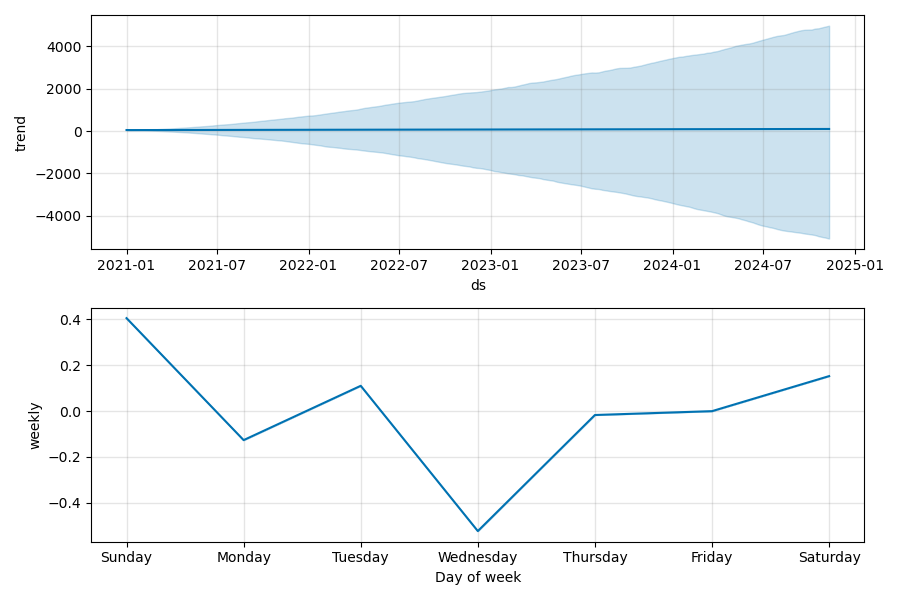 trend
4000
2000
0
−2000
−4000
2021-01 2021-07 2022-01 2022-07 2023-01 2023-07 2024-01 2024-07 2025-01
ds
weekly
0.4
0.2
0.0
−0.2
−0.4
Sunday Monday Tuesday Wednesday Thursday Friday Saturday
Day of week